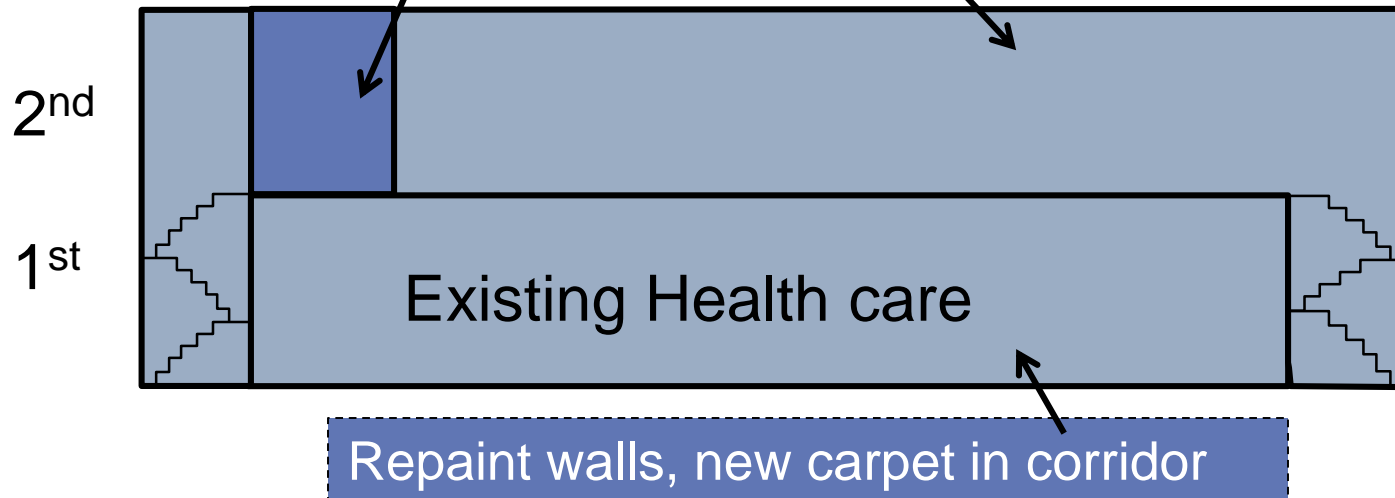 2nd
1st
Existing Health care
Repaint walls, new carpet in corridor